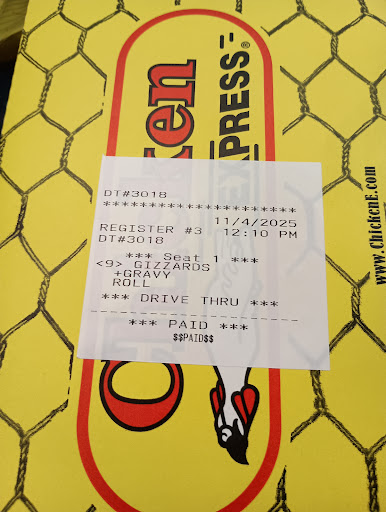 DT#3018
*********************
11/4/2025
REGISTER #3 12:10 PM
DT#3018
*** Seat 1 ***
<9> GIZZARDS
+GRAVY
ROLL
*** DRIVE THRU ***
-----------------------
*** PAID ***
$$PAID$$
EXPRESS
®
www.ChickenE.com